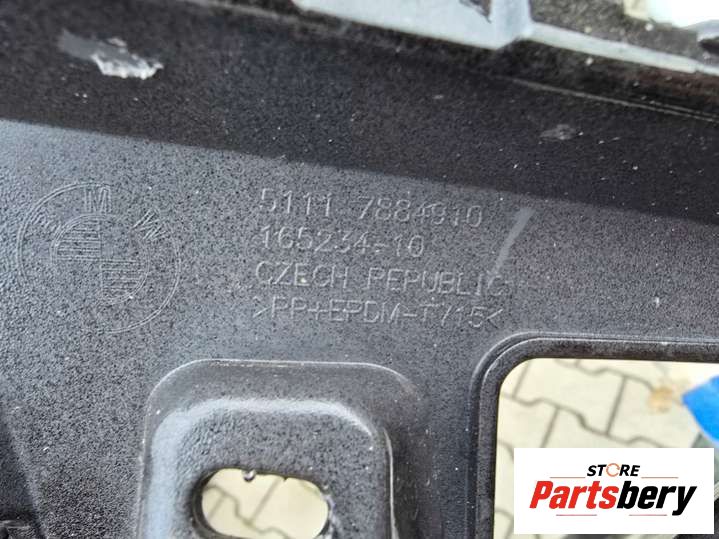 BMW
5111 7884910
165234-10
CZECH REPUBLIC
>PP+EPDM-T715<
STORE
Partsbery